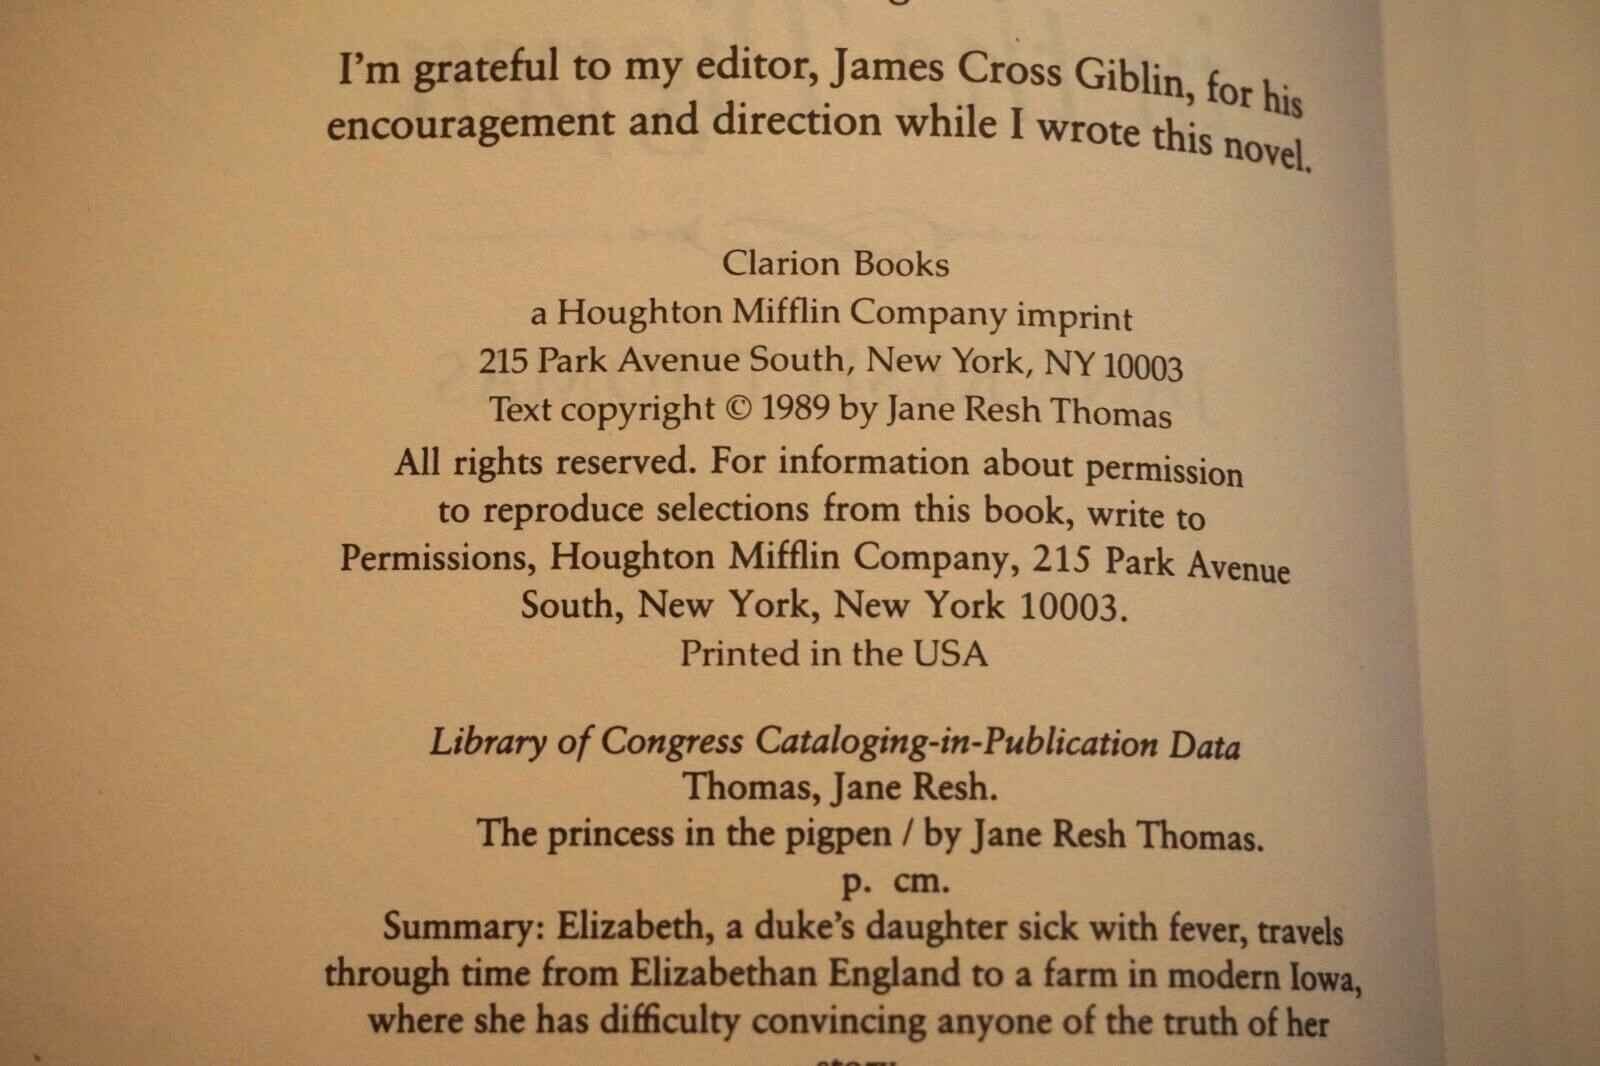 I'm grateful to my editor, James Cross Giblin, for his
encouragement and direction while I wrote this novel.
Clarion Books
a Houghton Mifflin Company imprint
215 Park Avenue South, New York, NY 10003
Text copyright © 1989 by Jane Resh Thomas
All rights reserved. For information about permission
to reproduce selections from this book, write to
Permissions, Houghton Mifflin Company, 215 Park Avenue
South, New York, New York 10003.
Printed in the USA
Library of Congress Cataloging-in-Publication Data
Thomas, Jane Resh.
The princess in the pigpen / by Jane Resh Thomas.
p. cm.
Summary: Elizabeth, a duke's daughter sick with fever, travels
through time from Elizabethan England to a farm in modern Iowa,
where she has difficulty convincing anyone of the truth of her